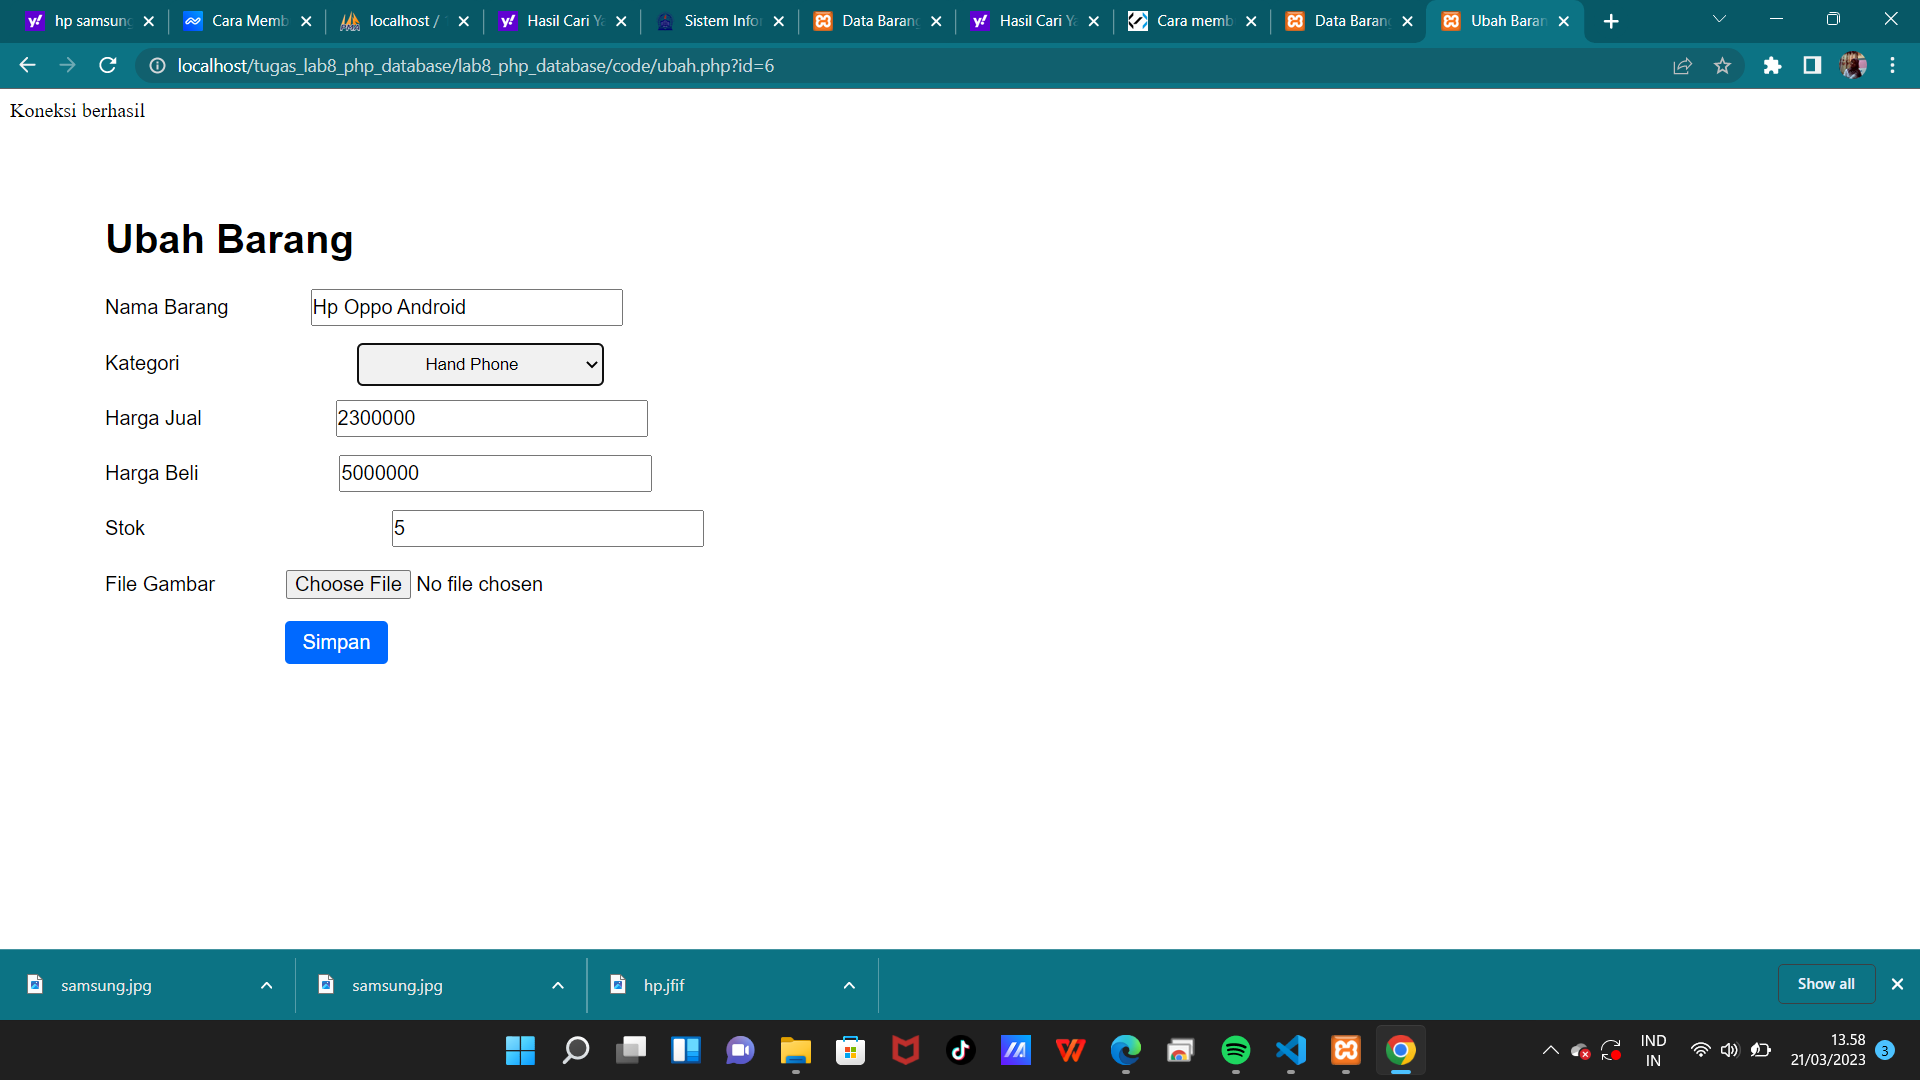 hp samsung
Cara Memb
localhost /
Hasil Cari Ya
Sistem Infor
Data Barang
Hasil Cari Ya
Cara memb
Data Barang
Ubah Barang
localhost/tugas_lab8_php_database/lab8_php_database/code/ubah.php?id=6
Koneksi berhasil
Ubah Barang
Nama Barang Hp Oppo Android
Kategori Hand Phone
Harga Jual 2300000
Harga Beli 5000000
Stok 5
File Gambar Choose File No file chosen
Simpan
samsung.jpg
samsung.jpg
hp.jfif
Show all
IND
IN
13.58
21/03/2023
3